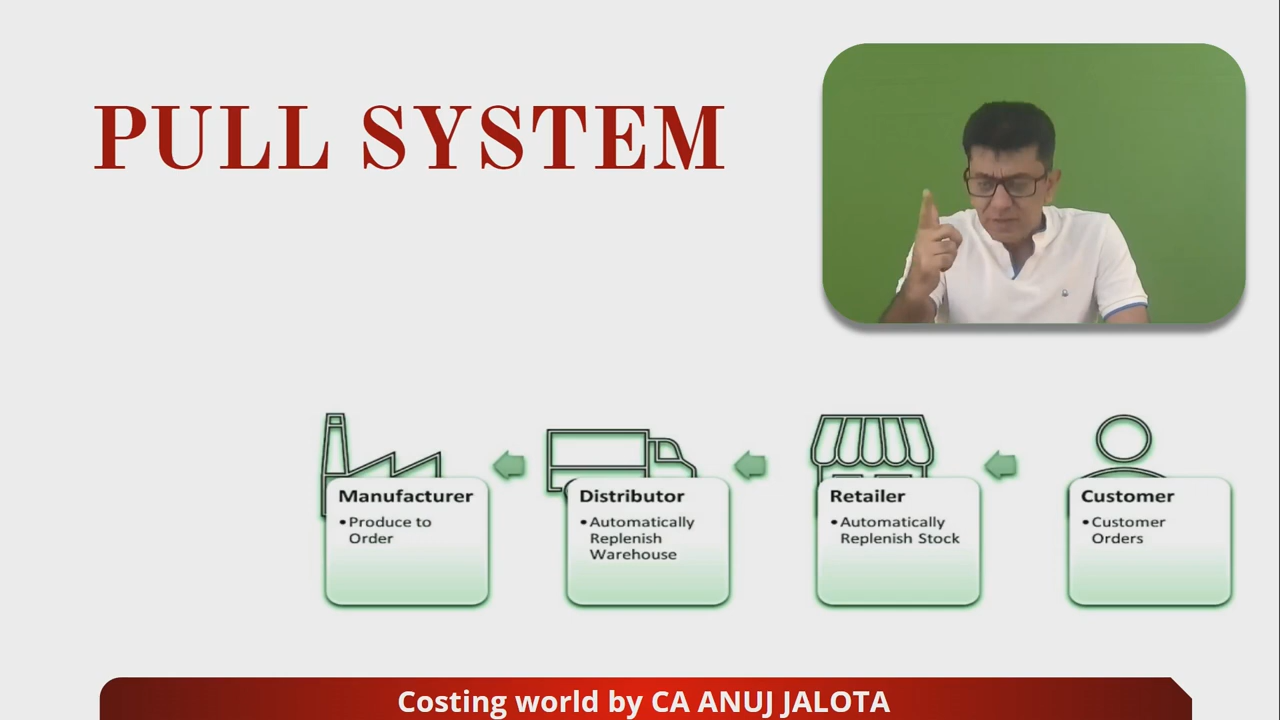 PULL SYSTEM
Manufacturer
•Produce to
Order
Distributor
•Automatically
Replenish
Warehouse
Retailer
•Automatically
Replenish Stock
Customer
•Customer
Orders
Costing world by CA ANUJ JALOTA